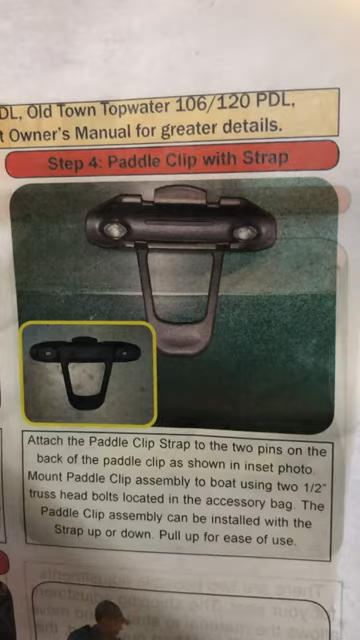 DL, Old Town Topwater 106/120 PDL,
Owner's Manual for greater details.
Step 4: Paddle Clip with Strap
Attach the Paddle Clip Strap to the two pins on the
back of the paddle clip as shown in inset photo.
Mount Paddle Clip assembly to boat using two 1/2"
truss head bolts located in the accessory bag. The
Paddle Clip assembly can be installed with the
Strap up or down. Pull up for ease of use.